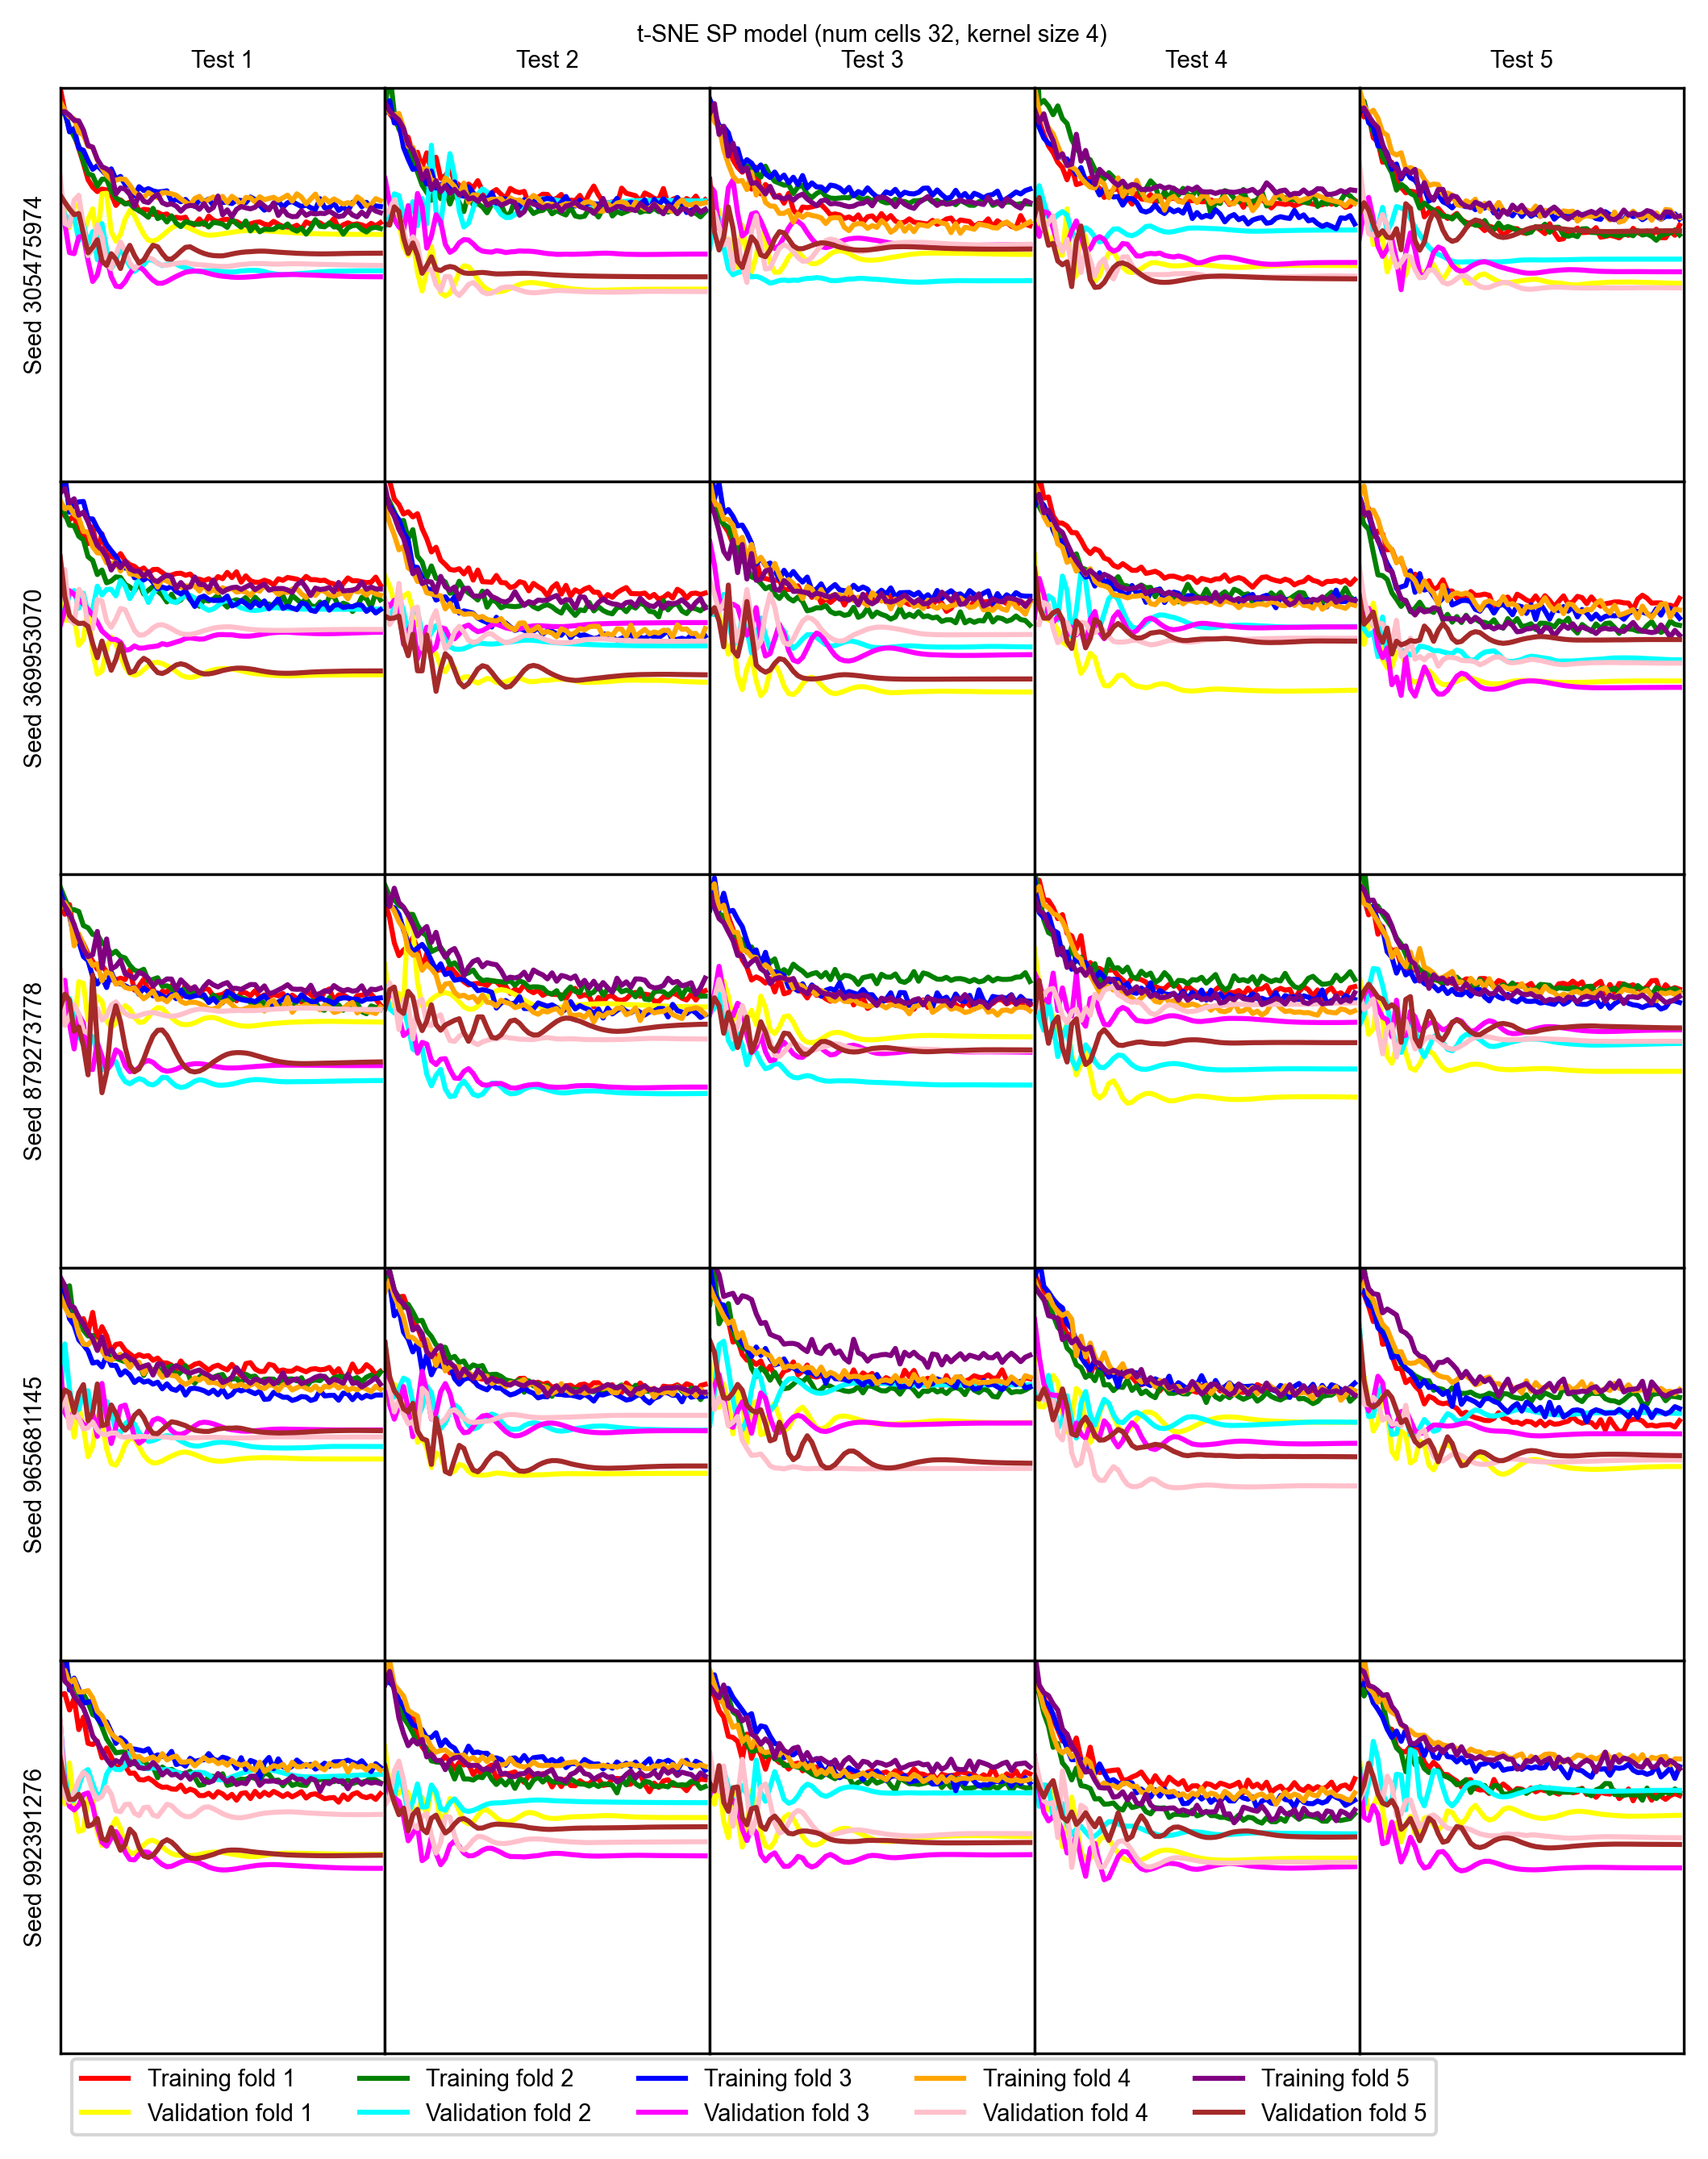 t-SNE SP model (num cells 32, kernel size 4)
Test 1 Test 2 Test 3 Test 4 Test 5
Seed 305475974
Seed 3699953070
Seed 879273778
Seed 965681145
Seed 992391276
Training fold 1 Training fold 2 Training fold 3 Training fold 4 Training fold 5
Validation fold 1 Validation fold 2 Validation fold 3 Validation fold 4 Validation fold 5